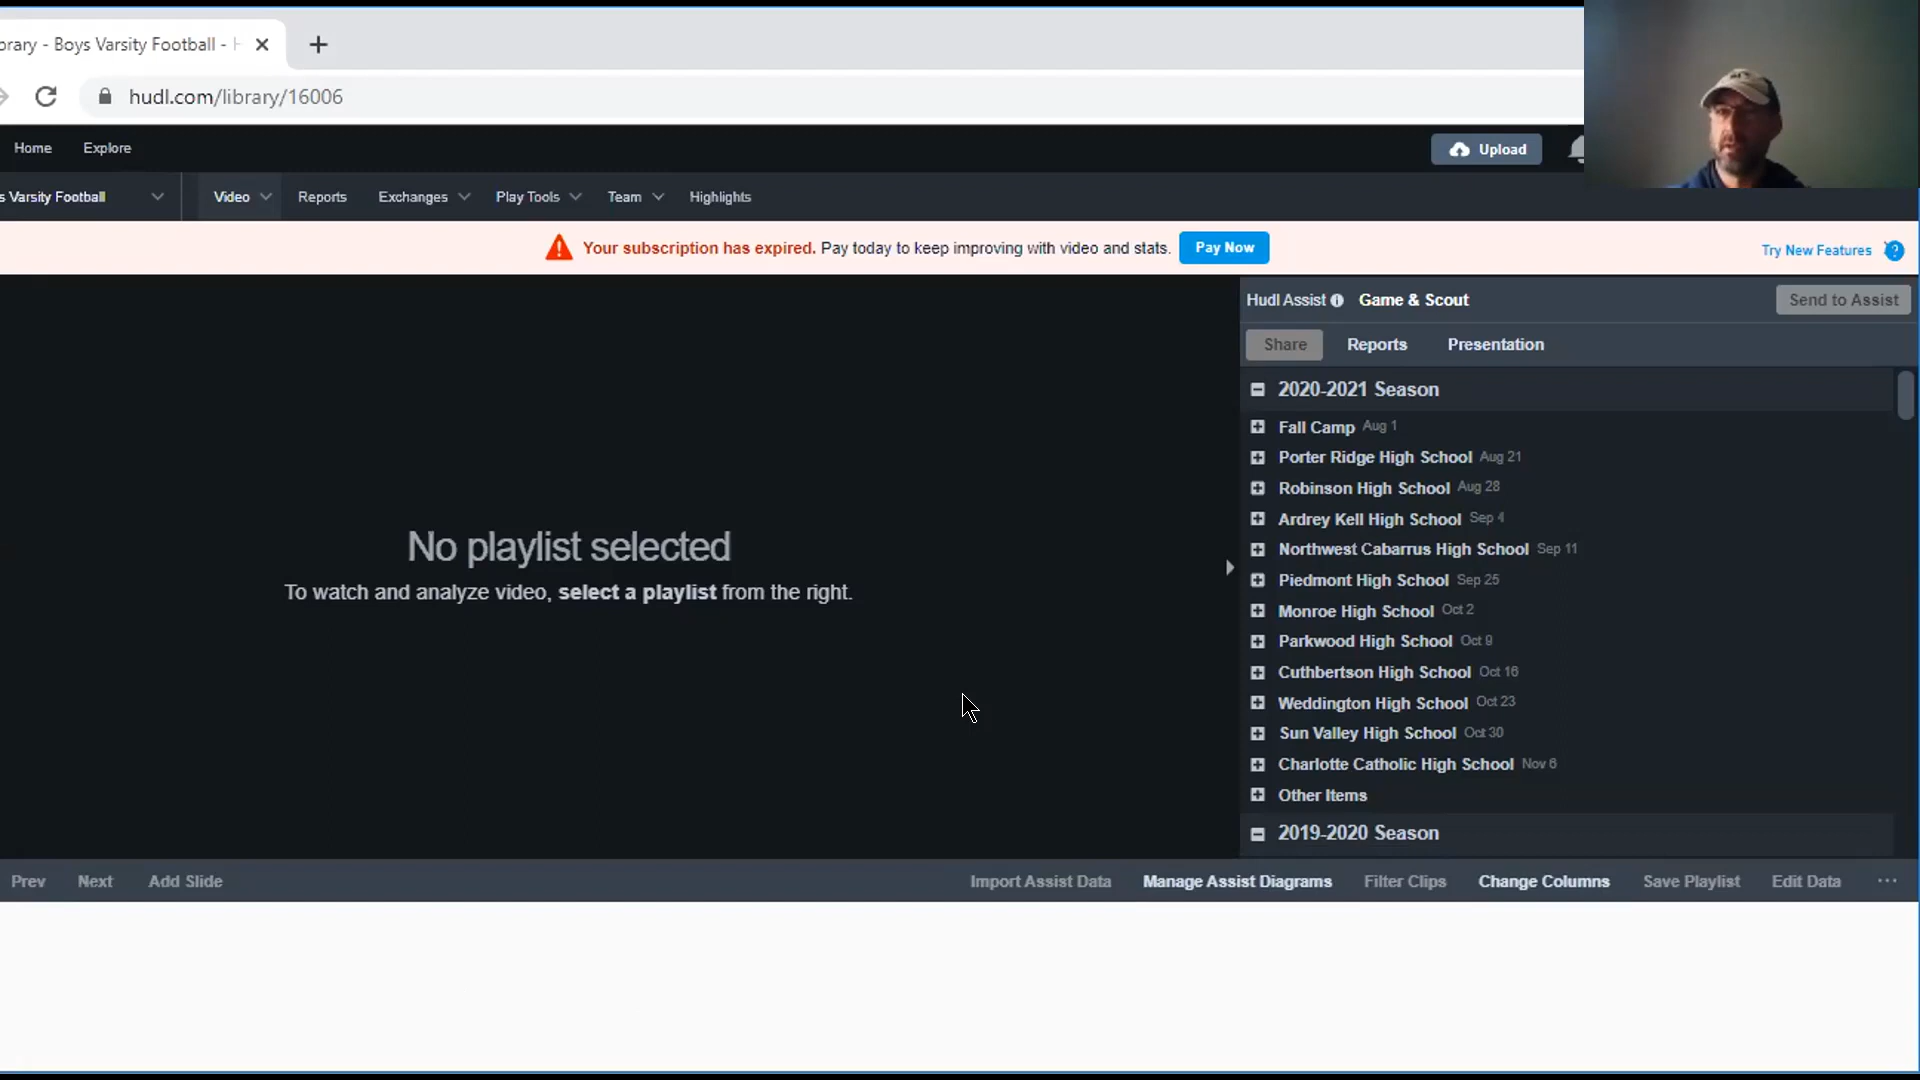 brary - Boys Varsity Football - H
hudl.com/library/16006
Home Explore
Upload
s Varsity Football Video Reports Exchanges Play Tools Team Highlights
Your subscription has expired. Pay today to keep improving with video and stats. Pay Now
Try New Features ?
No playlist selected
To watch and analyze video, select a playlist from the right.
Hudl Assist Game & Scout Send to Assist
Share Reports Presentation
2020-2021 Season
Fall Camp Aug 1
Porter Ridge High School Aug 21
Robinson High School Aug 28
Ardrey Kell High School Sep 4
Northwest Cabarrus High School Sep 11
Piedmont High School Sep 25
Monroe High School Oct 2
Parkwood High School Oct 9
Cuthbertson High School Oct 16
Weddington High School Oct 23
Sun Valley High School Oct 30
Charlotte Catholic High School Nov 6
Other Items
2019-2020 Season
Prev Next Add Slide Import Assist Data Manage Assist Diagrams Filter Clips Change Columns Save Playlist Edit Data ...